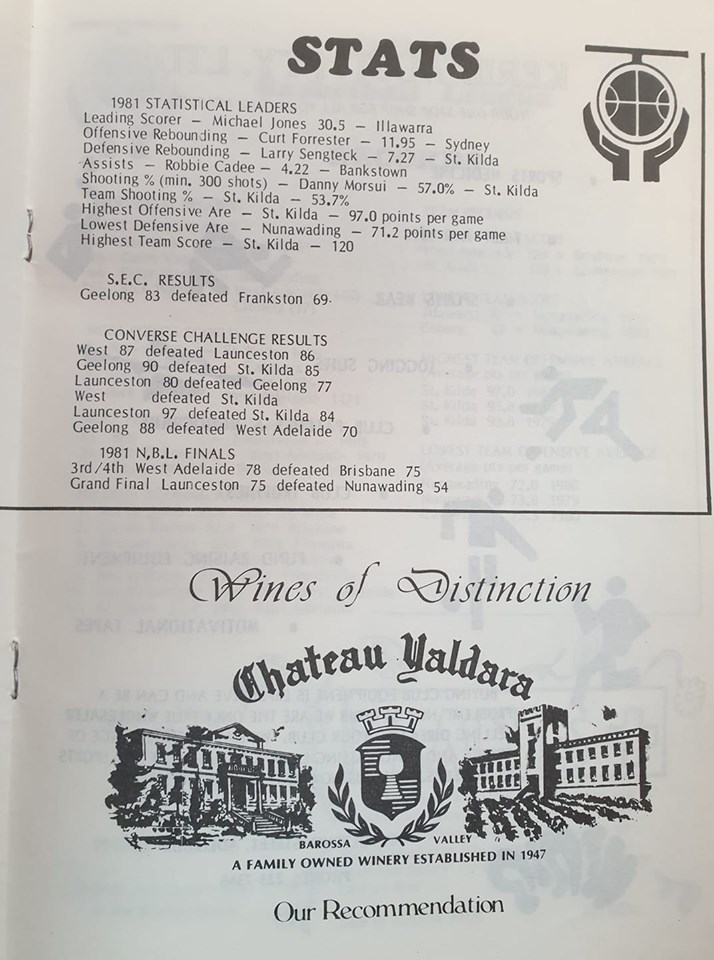 STATS
1981 STATISTICAL LEADERS
Leading Scorer — Michael Jones 30.5 — Illawarra
Offensive Rebounding — Curt Forrester — 11.95 — Sydney
Defensive Rebounding — Larry Sengteck — 7.27 — St. Kilda
Assists — Robbie Cadee — 4.22 — Bankstown
Shooting % (min. 300 shots) — Danny Morsui — 57.0% — St. Kilda
Team Shooting % — St. Kilda — 53.7%
Highest Offensive Are — St. Kilda — 97.0 points per game
Lowest Defensive Are — Nunawading — 71.2 points per game
Highest Team Score — St. Kilda — 120
S.E.C. RESULTS
Geelong 83 defeated Frankston 69.
CONVERSE CHALLENGE RESULTS
West 87 defeated Launceston 86
Geelong 90 defeated St. Kilda 85
Launceston 80 defeated Geelong 77
West defeated St. Kilda
Launceston 97 defeated St. Kilda 84
Geelong 88 defeated West Adelaide 70
1981 N,B.L. FINALS
3rd/4th West Adelaide 78 defeated Brisbane 75
Grand Final Launceston 75 defeated Nunawading 54
Wines of Distinction
Chateau Yaldara
BAROSSA VALLEY
A FAMILY OWNED WINERY ESTABLISHED IN 1947
Our Recommendation